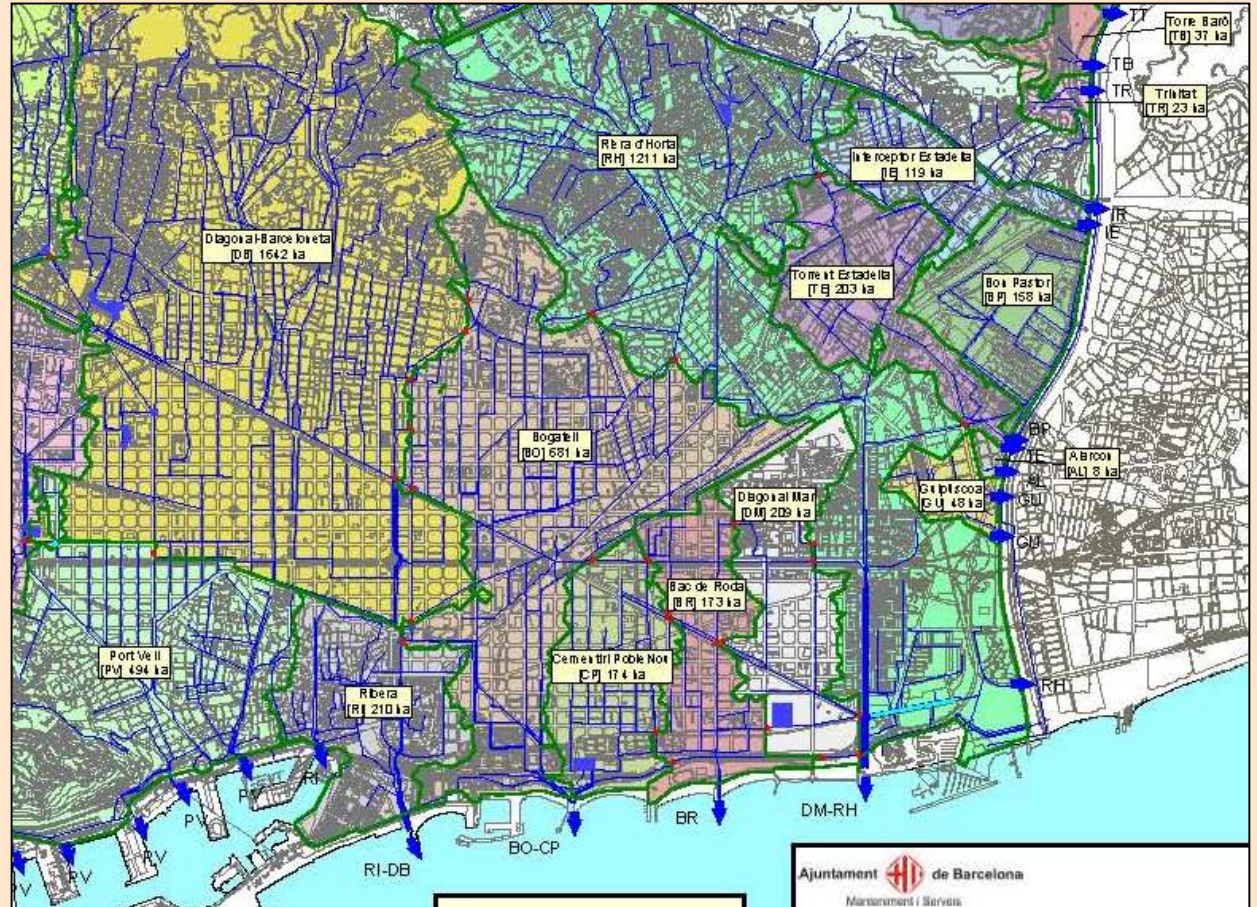 TT
Torre Baró
[TB] 37 ha
TB
TR
Trinitat
[TR] 23 ha
Riera d'Horta
[RH] 1211 ha
Interceptor Estadella
[IE] 119 ha
IR
IE
Diagonal-Barceloneta
[DB] 1642 ha
Torrent Estadella
[TE] 203 ha
Bon Pastor
[BP] 158 ha
Bogatell
[BO] 681 ha
BP
TE
Alarcon
[AL] 8 ha
AL
Guipuscoa
[GU] 48 ha
GU
GU
Diagonal Mar
[DM] 209 ha
Bac de Roda
[BR] 173 ha
Port Vell
[PV] 494 ha
Cementiri Poble Nou
[CP] 174 ha
Ribera
[RI] 210 ha
RH
RI
PV
PV
PV
PV
PV
RI-DB
BO-CP
BR
DM-RH
Ajuntament de Barcelona
Manteniment i Serveis